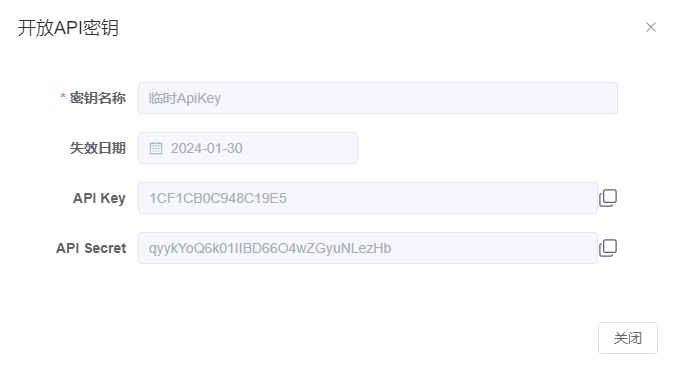 开放API密钥
* 密钥名称 临时ApiKey
失效日期 2024-01-30
API Key 1CF1CB0C948C19E5
API Secret qyykYoQ6k01IIBD66O4wZGyuNLezHb
关闭